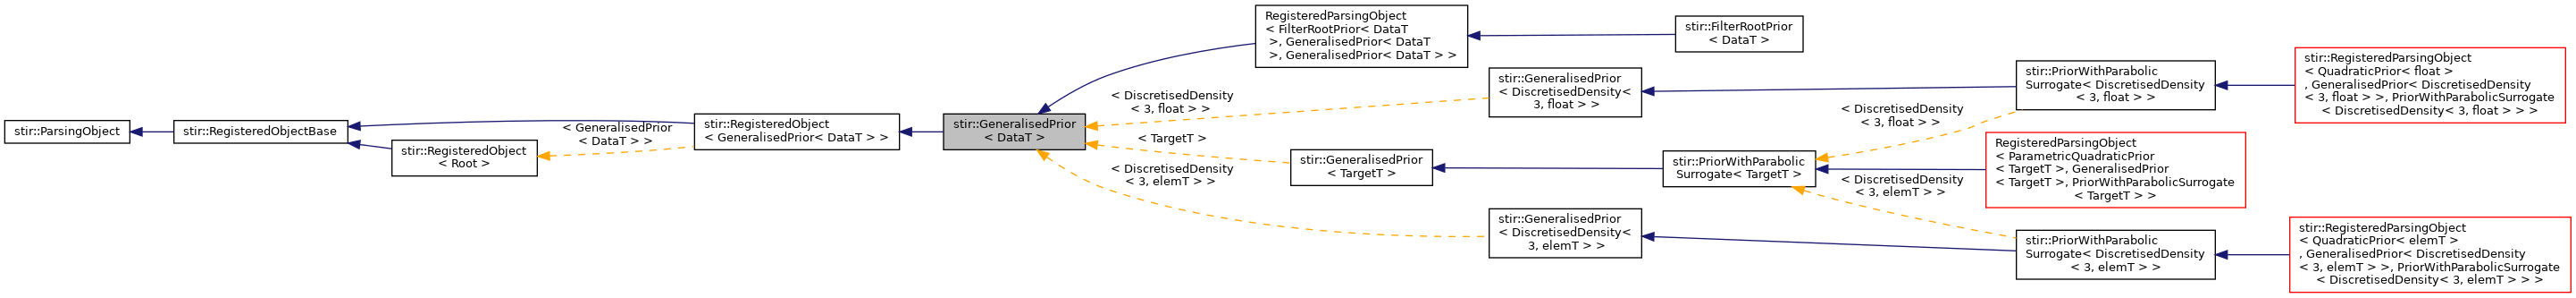 stir::ParsingObject
stir::RegisteredObjectBase
stir::RegisteredObject
< Root >
< GeneralisedPrior
< DataT > >
stir::RegisteredObject
< GeneralisedPrior< DataT > >
stir::GeneralisedPrior
< DataT >
RegisteredParsingObject
< FilterRootPrior< DataT
>, GeneralisedPrior< DataT
>, GeneralisedPrior< DataT > >
stir::FilterRootPrior
< DataT >
< DiscretisedDensity
< 3, float > >
stir::GeneralisedPrior
< DiscretisedDensity<
3, float > >
< TargetT >
stir::GeneralisedPrior
< TargetT >
< DiscretisedDensity
< 3, elemT > >
stir::GeneralisedPrior
< DiscretisedDensity<
3, elemT > >
stir::PriorWithParabolic
Surrogate< TargetT >
< DiscretisedDensity
< 3, float > >
stir::PriorWithParabolic
Surrogate< DiscretisedDensity
< 3, float > >
stir::RegisteredParsingObject
< QuadraticPrior< float >
, GeneralisedPrior< DiscretisedDensity
< 3, float > >, PriorWithParabolicSurrogate
< DiscretisedDensity< 3, float > > >
RegisteredParsingObject
< ParametricQuadraticPrior
< TargetT >, GeneralisedPrior
< TargetT >, PriorWithParabolicSurrogate
< TargetT > >
< DiscretisedDensity
< 3, elemT > >
stir::PriorWithParabolic
Surrogate< DiscretisedDensity
< 3, elemT > >
stir::RegisteredParsingObject
< QuadraticPrior< elemT >
, GeneralisedPrior< DiscretisedDensity
< 3, elemT > >, PriorWithParabolicSurrogate
< DiscretisedDensity< 3, elemT > > >